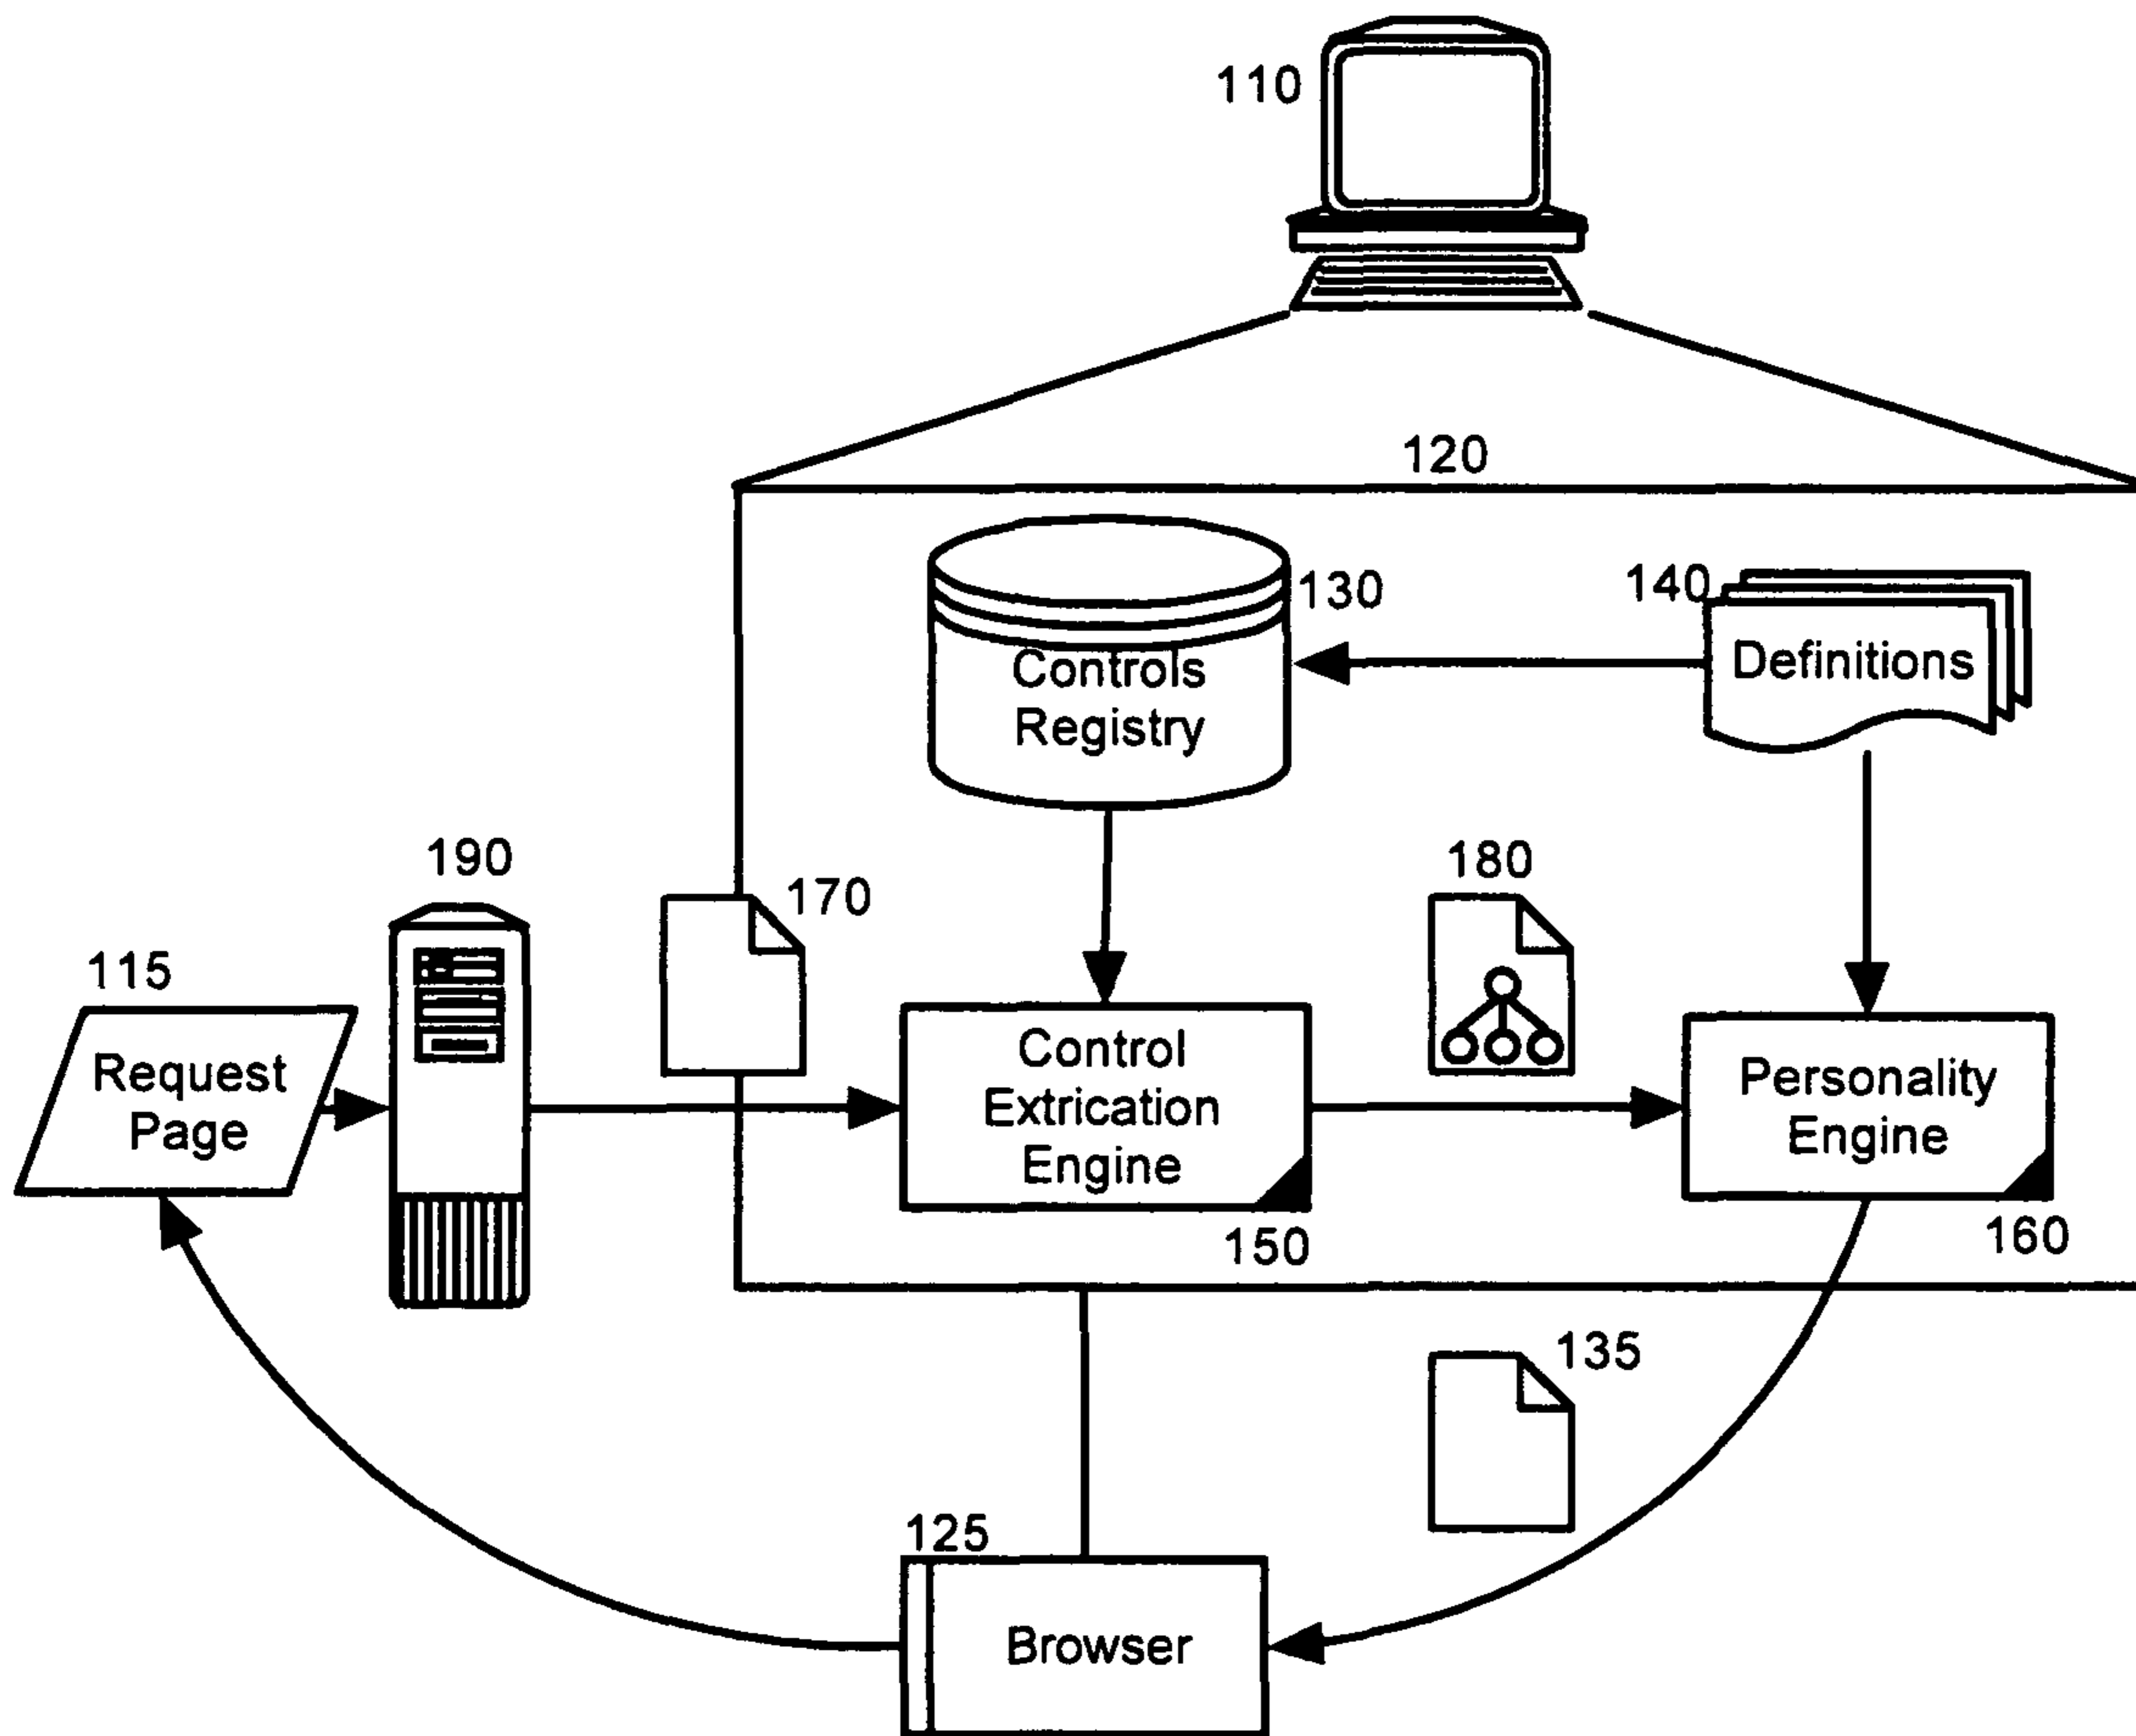 110
120
130
140
Definitions
Controls
Registry
190
170
180
115
Request
Page
Control
Extrication
Engine
Personality
Engine
150
160
135
125
Browser